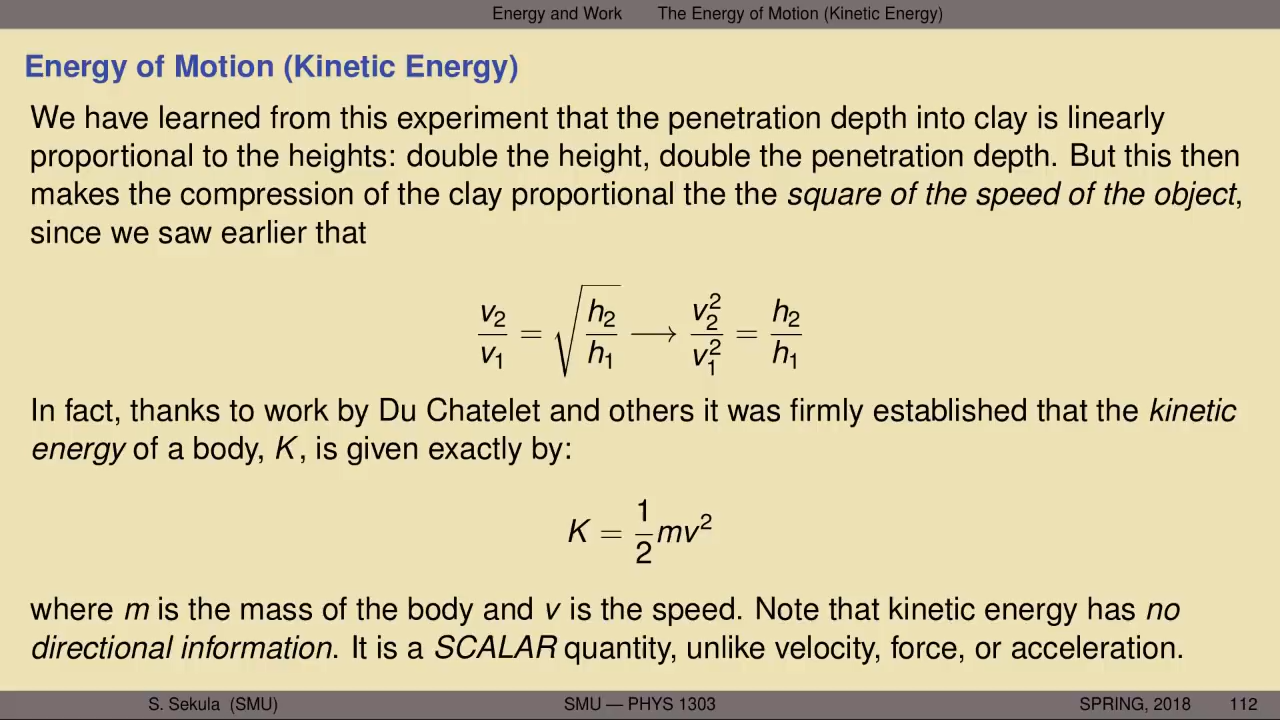 Energy and Work The Energy of Motion (Kinetic Energy)
Energy of Motion (Kinetic Energy)
We have learned from this experiment that the penetration depth into clay is linearly
proportional to the heights: double the height, double the penetration depth. But this then
makes the compression of the clay proportional the the square of the speed of the object,
since we saw earlier that
v₂/v₁ = √(h₂/h₁) ⟶ v₂²/v₁² = h₂/h₁
In fact, thanks to work by Du Chatelet and others it was firmly established that the kinetic
energy of a body, K, is given exactly by:
K = 1/2 mv²
where m is the mass of the body and v is the speed. Note that kinetic energy has no
directional information. It is a SCALAR quantity, unlike velocity, force, or acceleration.
S. Sekula (SMU) SMU — PHYS 1303 SPRING, 2018 112